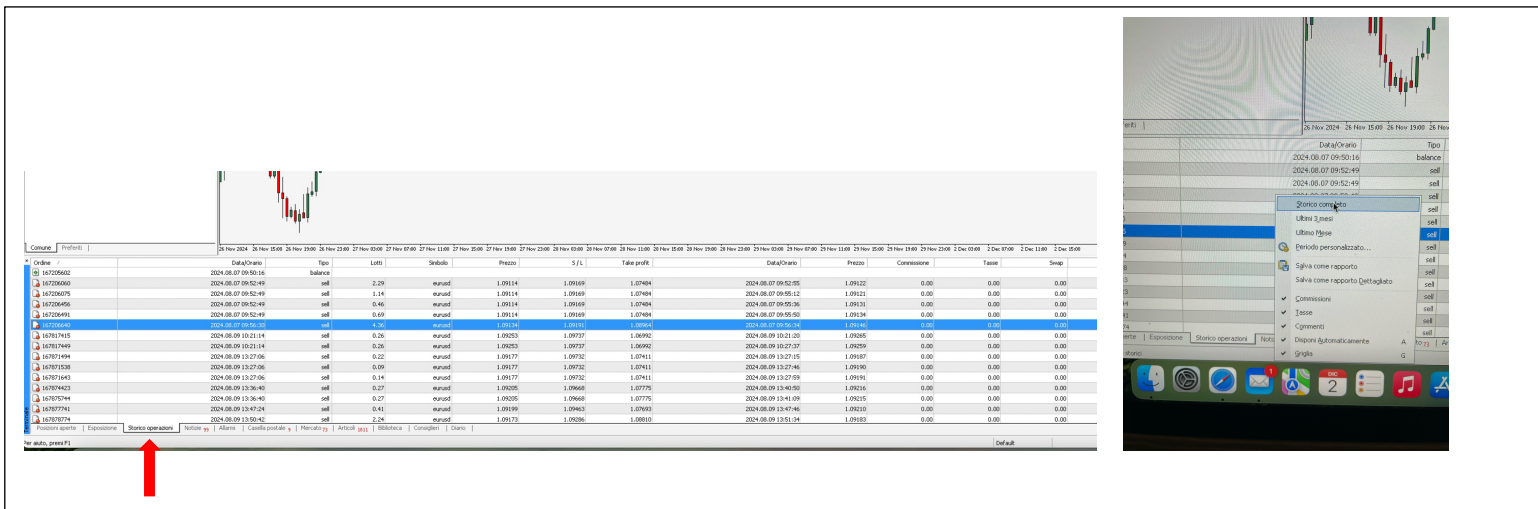 26 Nov 2024 26 Nov 15:00 26 Nov 19:00 26 Nov 23:00 27 Nov 03:00 27 Nov 07:00 27 Nov 11:00 27 Nov 15:00 27 Nov 19:00 27 Nov 23:00 28 Nov 03:00 28 Nov 07:00 28 Nov 11:00 28 Nov 15:00 28 Nov 19:00 28 Nov 23:00 29 Nov 03:00 29 Nov 07:00 29 Nov 11:00 29 Nov 15:00 29 Nov 19:00 29 Nov 23:00 2 Dec 03:00 2 Dec 07:00 2 Dec 11:00 2 Dec 15:00
Comune Preferiti
Ordine Data/Orario Tipo Lotti Simbolo Prezzo S / L Take profit Data/Orario Prezzo Commissione Tasse Swap
167205602 2024.08.07 09:50:16 balance
167206060 2024.08.07 09:52:49 sell 2.29 eurusd 1.09114 1.09169 1.07484 2024.08.07 09:52:55 1.09122 0.00 0.00 0.00
167206075 2024.08.07 09:52:49 sell 1.14 eurusd 1.09114 1.09169 1.07484 2024.08.07 09:55:12 1.09121 0.00 0.00 0.00
167206456 2024.08.07 09:52:49 sell 0.46 eurusd 1.09114 1.09169 1.07484 2024.08.07 09:55:36 1.09131 0.00 0.00 0.00
167206491 2024.08.07 09:52:49 sell 0.69 eurusd 1.09114 1.09169 1.07484 2024.08.07 09:55:50 1.09134 0.00 0.00 0.00
167206640 2024.08.07 09:56:30 sell 4.36 eurusd 1.09134 1.09191 1.08964 2024.08.07 09:56:34 1.09146 0.00 0.00 0.00
167817415 2024.08.09 10:21:14 sell 0.26 eurusd 1.09253 1.09737 1.06992 2024.08.09 10:21:20 1.09265 0.00 0.00 0.00
167817449 2024.08.09 10:21:14 sell 0.26 eurusd 1.09253 1.09737 1.06992 2024.08.09 10:27:37 1.09259 0.00 0.00 0.00
167871494 2024.08.09 13:27:06 sell 0.22 eurusd 1.09177 1.09732 1.07411 2024.08.09 13:27:15 1.09187 0.00 0.00 0.00
167871538 2024.08.09 13:27:06 sell 0.09 eurusd 1.09177 1.09732 1.07411 2024.08.09 13:27:46 1.09190 0.00 0.00 0.00
167871643 2024.08.09 13:27:06 sell 0.14 eurusd 1.09177 1.09732 1.07411 2024.08.09 13:27:59 1.09191 0.00 0.00 0.00
167874423 2024.08.09 13:36:40 sell 0.27 eurusd 1.09205 1.09668 1.07775 2024.08.09 13:40:50 1.09216 0.00 0.00 0.00
167875744 2024.08.09 13:36:40 sell 0.27 eurusd 1.09205 1.09668 1.07775 2024.08.09 13:41:09 1.09215 0.00 0.00 0.00
167877741 2024.08.09 13:47:24 sell 0.41 eurusd 1.09199 1.09463 1.07693 2024.08.09 13:47:46 1.09210 0.00 0.00 0.00
167878774 2024.08.09 13:50:42 sell 2.24 eurusd 1.09173 1.09286 1.08810 2024.08.09 13:51:34 1.09183 0.00 0.00 0.00
Posizioni aperte | Esposizione | Storico operazioni | Notizie 99 | Allarmi | Casella postale 9 | Mercato 73 | Articoli 1811 | Biblioteca | Consiglieri | Diario |
Per aiuto, premi F1 Default
26 Nov 2024 26 Nov 15:00 26 Nov 19:00 26 Nov
Data/Orario Tipo
2024.08.07 09:50:16 balance
2024.08.07 09:52:49 sell
2024.08.07 09:52:49 sell
sell
Storico completo sell
Ultimi 3 mesi sell
Ultimo Mese sell
Periodo personalizzato... sell
sell
Salva come rapporto sell
Salva come rapporto Dettagliato sell
Commissioni sell
Tasse sell
Commenti sell
Esposizione Storico operazioni
Disponi Automaticamente A
storici Griglia G
DIC
2
1